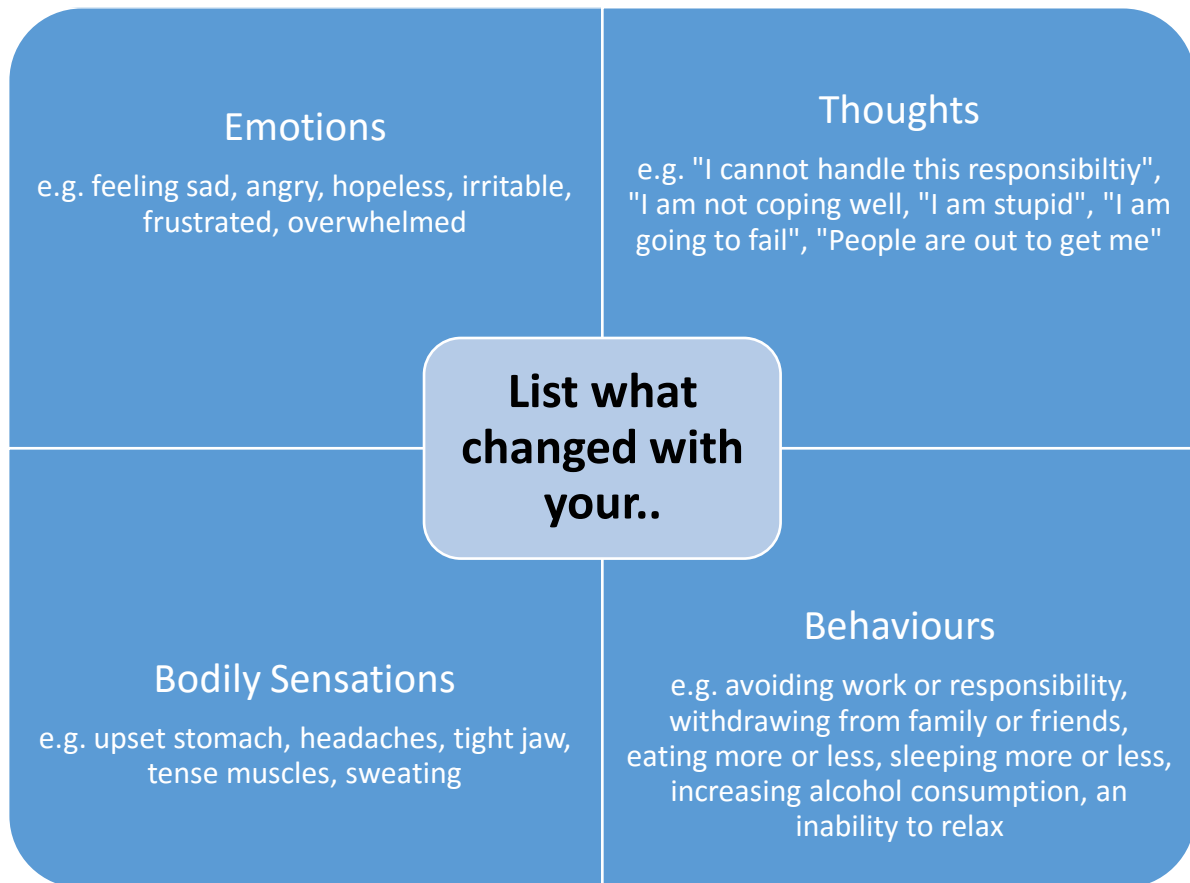 Emotions
e.g. feeling sad, angry, hopeless, irritable,
frustrated, overwhelmed
Thoughts
e.g. "I cannot handle this responsibiltiy",
"I am not coping well, "I am stupid", "I am
going to fail", "People are out to get me"
List what
changed with
your..
Bodily Sensations
e.g. upset stomach, headaches, tight jaw,
tense muscles, sweating
Behaviours
e.g. avoiding work or responsibility,
withdrawing from family or friends,
eating more or less, sleeping more or less,
increasing alcohol consumption, an
inability to relax